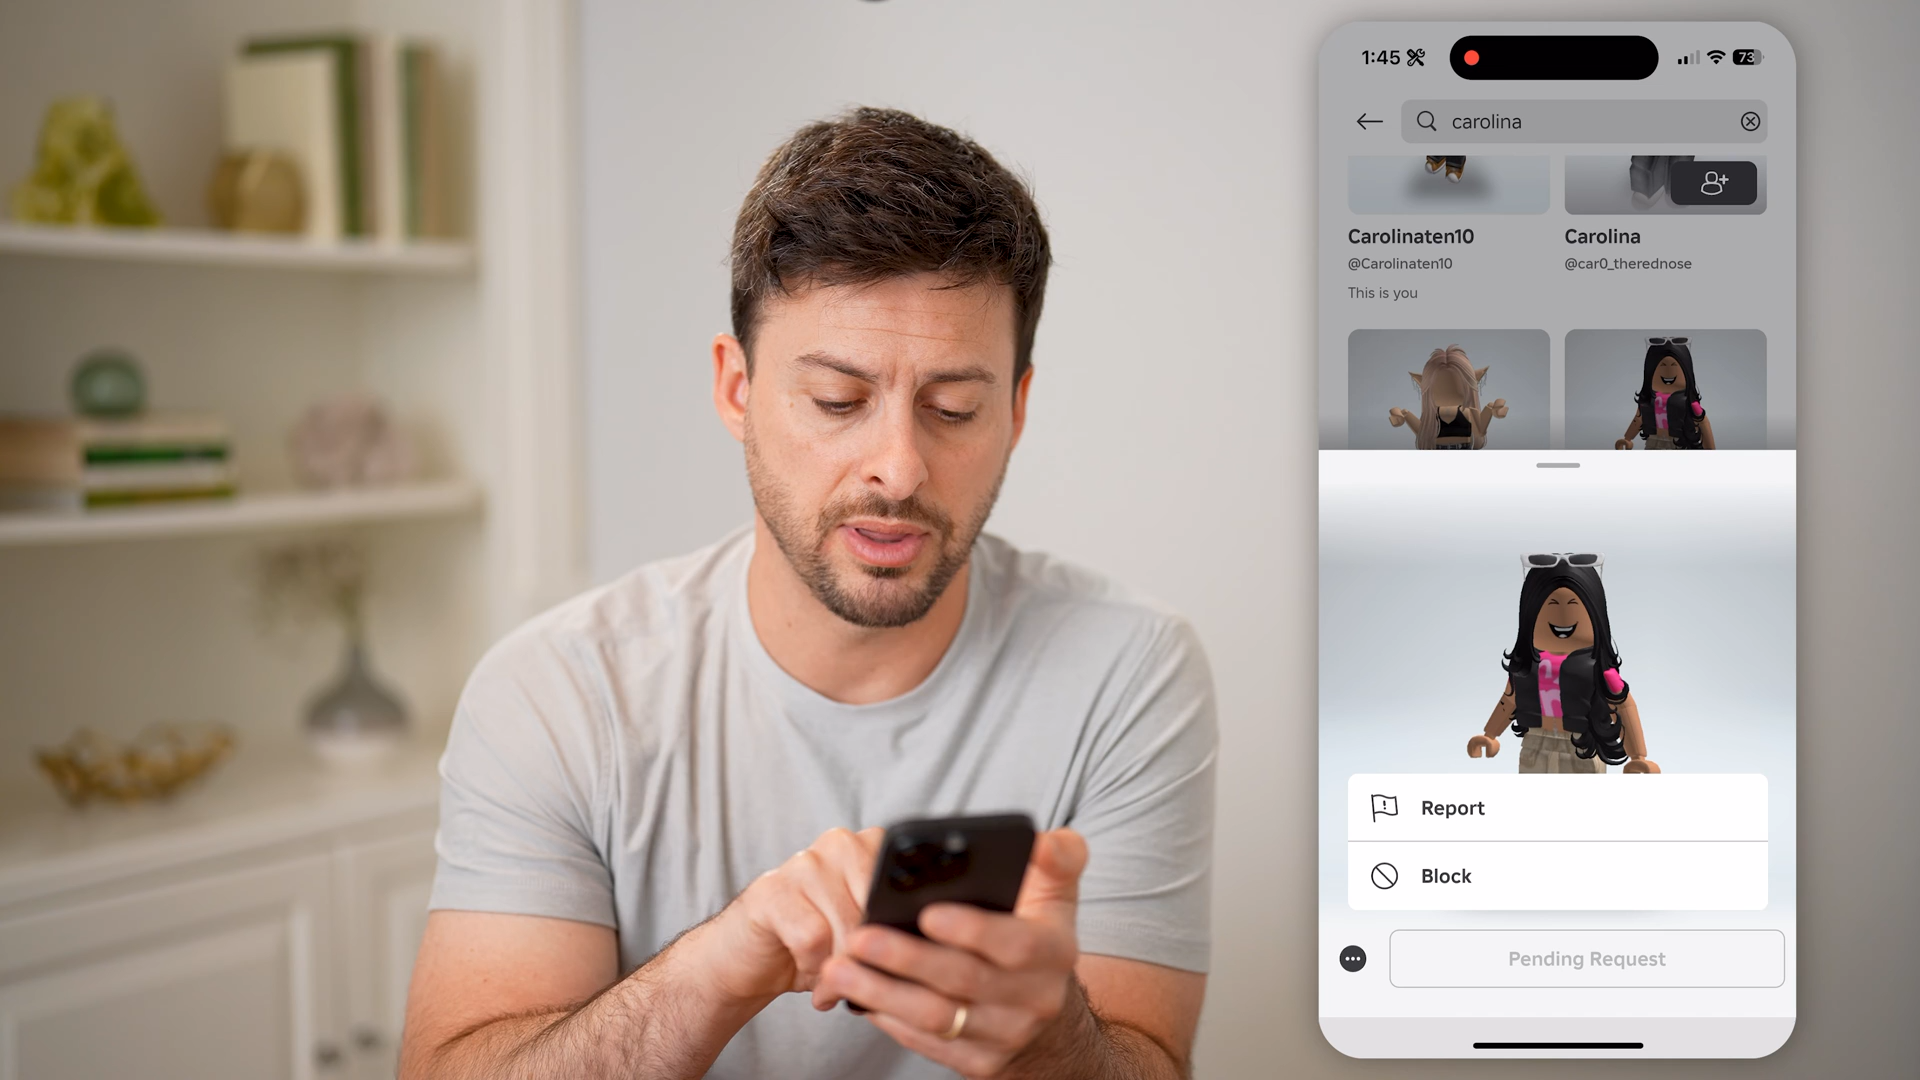 1:45
73
carolina
Carolinaten10
@Carolinaten10
This is you
Carolina
@car0_therednose
Report
Block
Pending Request